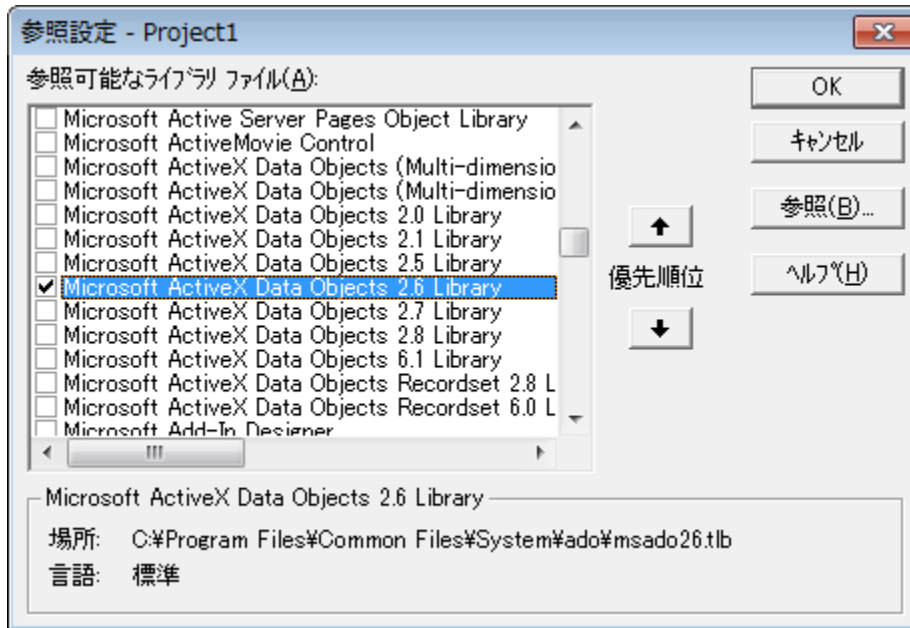 参照設定 - Project1
参照可能なライブラリ ファイル(A):
Microsoft Active Server Pages Object Library
Microsoft ActiveMovie Control
Microsoft ActiveX Data Objects (Multi-dimensio
Microsoft ActiveX Data Objects (Multi-dimensio
Microsoft ActiveX Data Objects 2.0 Library
Microsoft ActiveX Data Objects 2.1 Library
Microsoft ActiveX Data Objects 2.5 Library
Microsoft ActiveX Data Objects 2.6 Library
Microsoft ActiveX Data Objects 2.7 Library
Microsoft ActiveX Data Objects 2.8 Library
Microsoft ActiveX Data Objects 6.1 Library
Microsoft ActiveX Data Objects Recordset 2.8 L
Microsoft ActiveX Data Objects Recordset 6.0 L
Microsoft Add-In Designer
優先順位
OK
キャンセル
参照(B)...
ヘルプ(H)
Microsoft ActiveX Data Objects 2.6 Library
場所: C:¥Program Files¥Common Files¥System¥ado¥msado26.tlb
言語: 標準